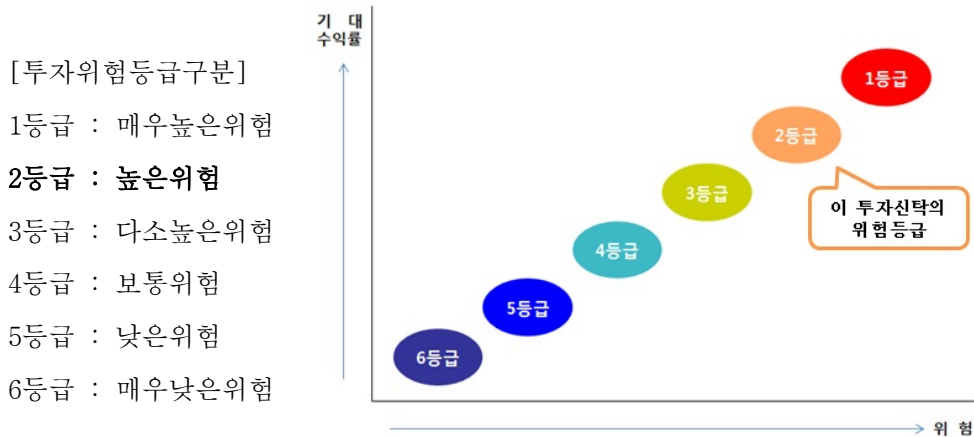 [투자위험등급구분]
1등급 : 매우높은위험
2등급 : 높은위험
3등급 : 다소높은위험
4등급 : 보통위험
5등급 : 낮은위험
6등급 : 매우낮은위험
기 대
수익률
1등급
2등급
3등급
이 투자신탁의
위험등급
4등급
5등급
6등급
위 험